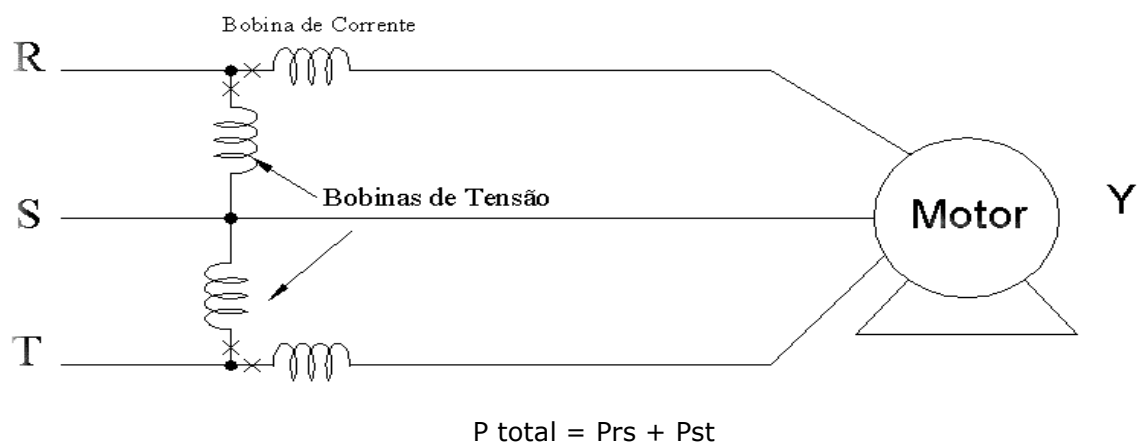 Bobina de Corrente
R
Bobinas de Tensão
S
Motor
Y
T
P total = Prs + Pst